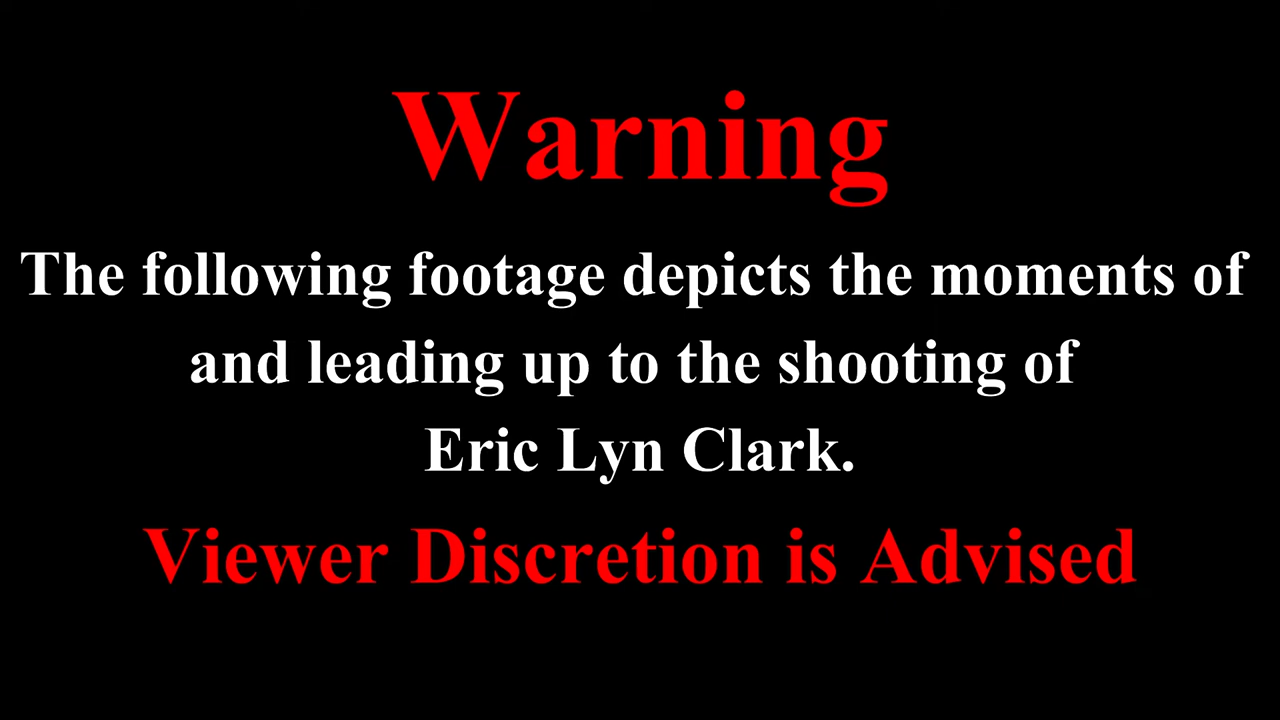 Warning
The following footage depicts the moments of
and leading up to the shooting of
Eric Lyn Clark.
Viewer Discretion is Advised